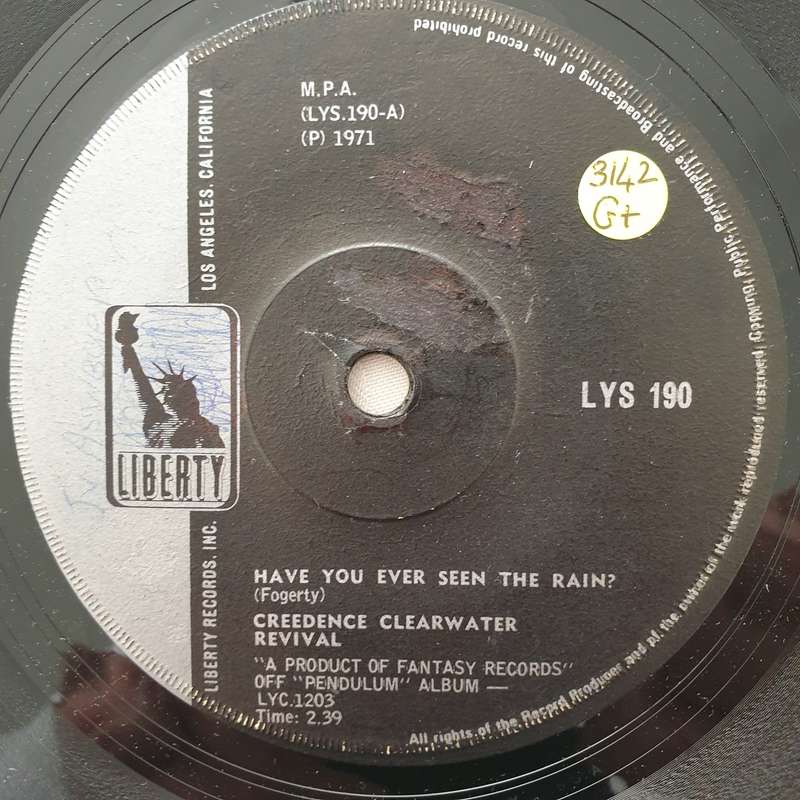 M.P.A.
(LYS.190-A)
(P) 1971
3142
G+
LOS ANGELES, CALIFORNIA
LIBERTY
LIBERTY RECORDS, INC.
LYS 190
HAVE YOU EVER SEEN THE RAIN?
(Fogerty)
CREEDENCE CLEARWATER
REVIVAL
"A PRODUCT OF FANTASY RECORDS"
OFF "PENDULUM" ALBUM —
LYC.1203
Time: 2.39
All rights of the Record Producer and of the owner of the work reproduced reserved. Public Performance and Broadcasting of this record prohibited